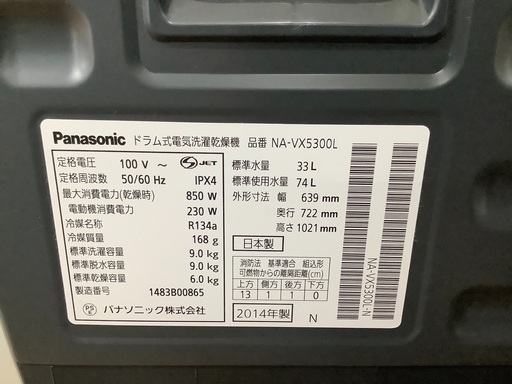 Panasonic ドラム式電気洗濯乾燥機 品番 NA-VX5300L
定格電圧 100 V ~ S JET
定格周波数 50/60 Hz IPX4
最大消費電力(乾燥時) 850 W
電動機消費電力 230 W
冷媒名称 R134a
冷媒質量 168 g
標準洗濯容量 9.0 kg
標準脱水容量 9.0 kg
標準乾燥容量 6.0 kg
製造番号 1483B00865
PS E パナソニック株式会社
標準水量 33 L
標準使用水量 74 L
外形寸法 幅 639 mm
奥行 722 mm
高さ 1021 mm
日本製
消防法 基準適合 組込形
可燃物からの離隔距離(cm)
上方 側方 後方 下方
13 1 1 0
2014年製 N
NA-VX5300L-N